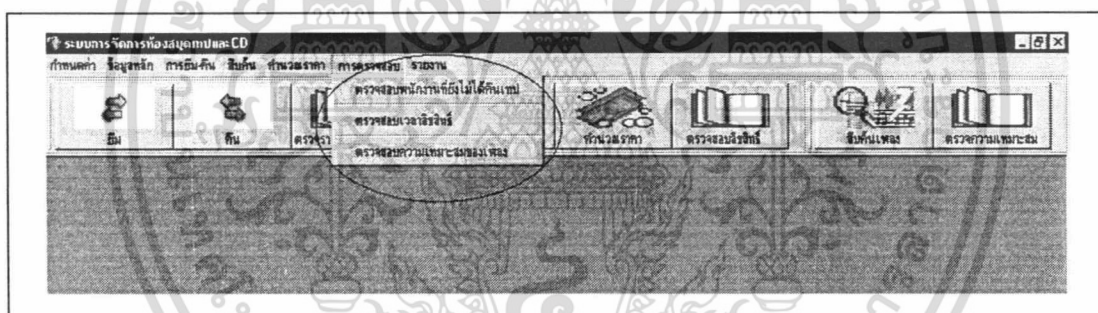 ระบบการจัดการห้องสมุดเทปและCD
กำหนดค่า ข้อมูลหลัก การยืม-คืน สืบค้น คำนวณราคา การตรวจสอบ รายงาน
ตรวจสอบพนักงานที่ยังไม่ได้คืนเทป
ตรวจสอบเวลาลิขสิทธิ์
ตรวจสอบความเหมาะสมของเพลง
ยืม คืน คำนวณราคา ตรวจสอบลิขสิทธิ์ สืบค้นเพลง ตรวจความเหมาะสม